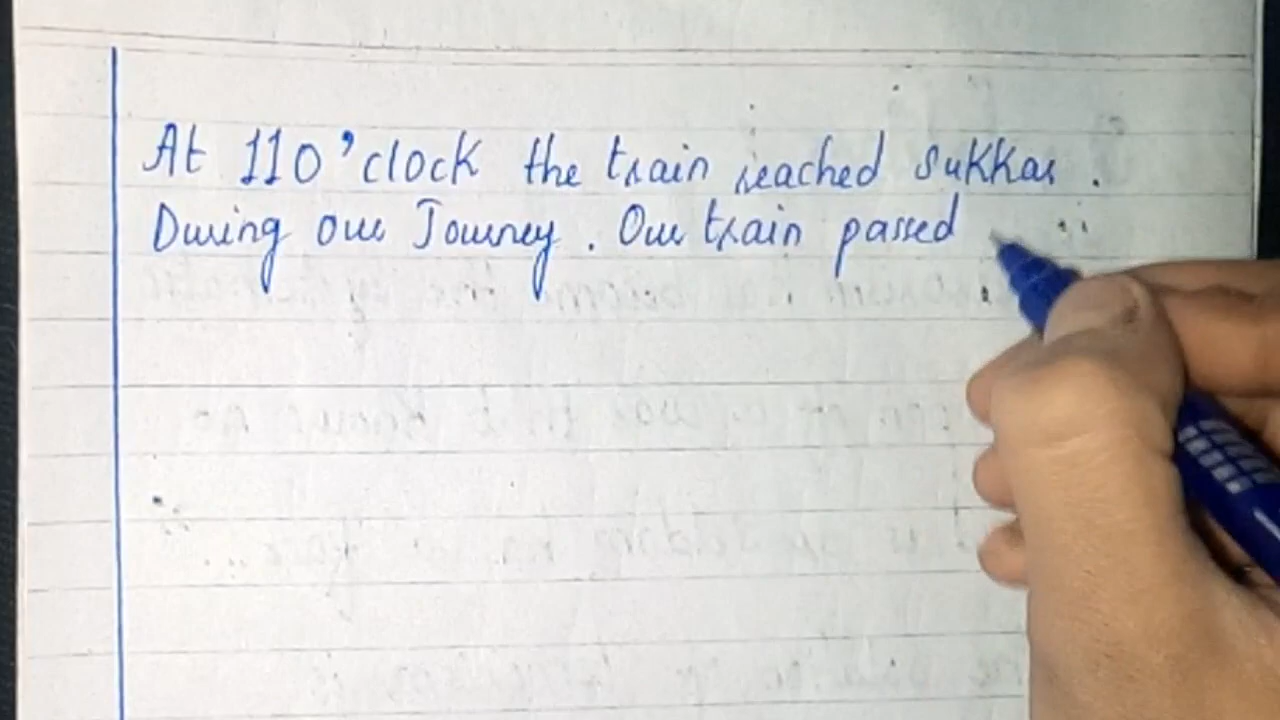 At 11 O'clock the train reached Sukkar .
During our Journey . Our train passed